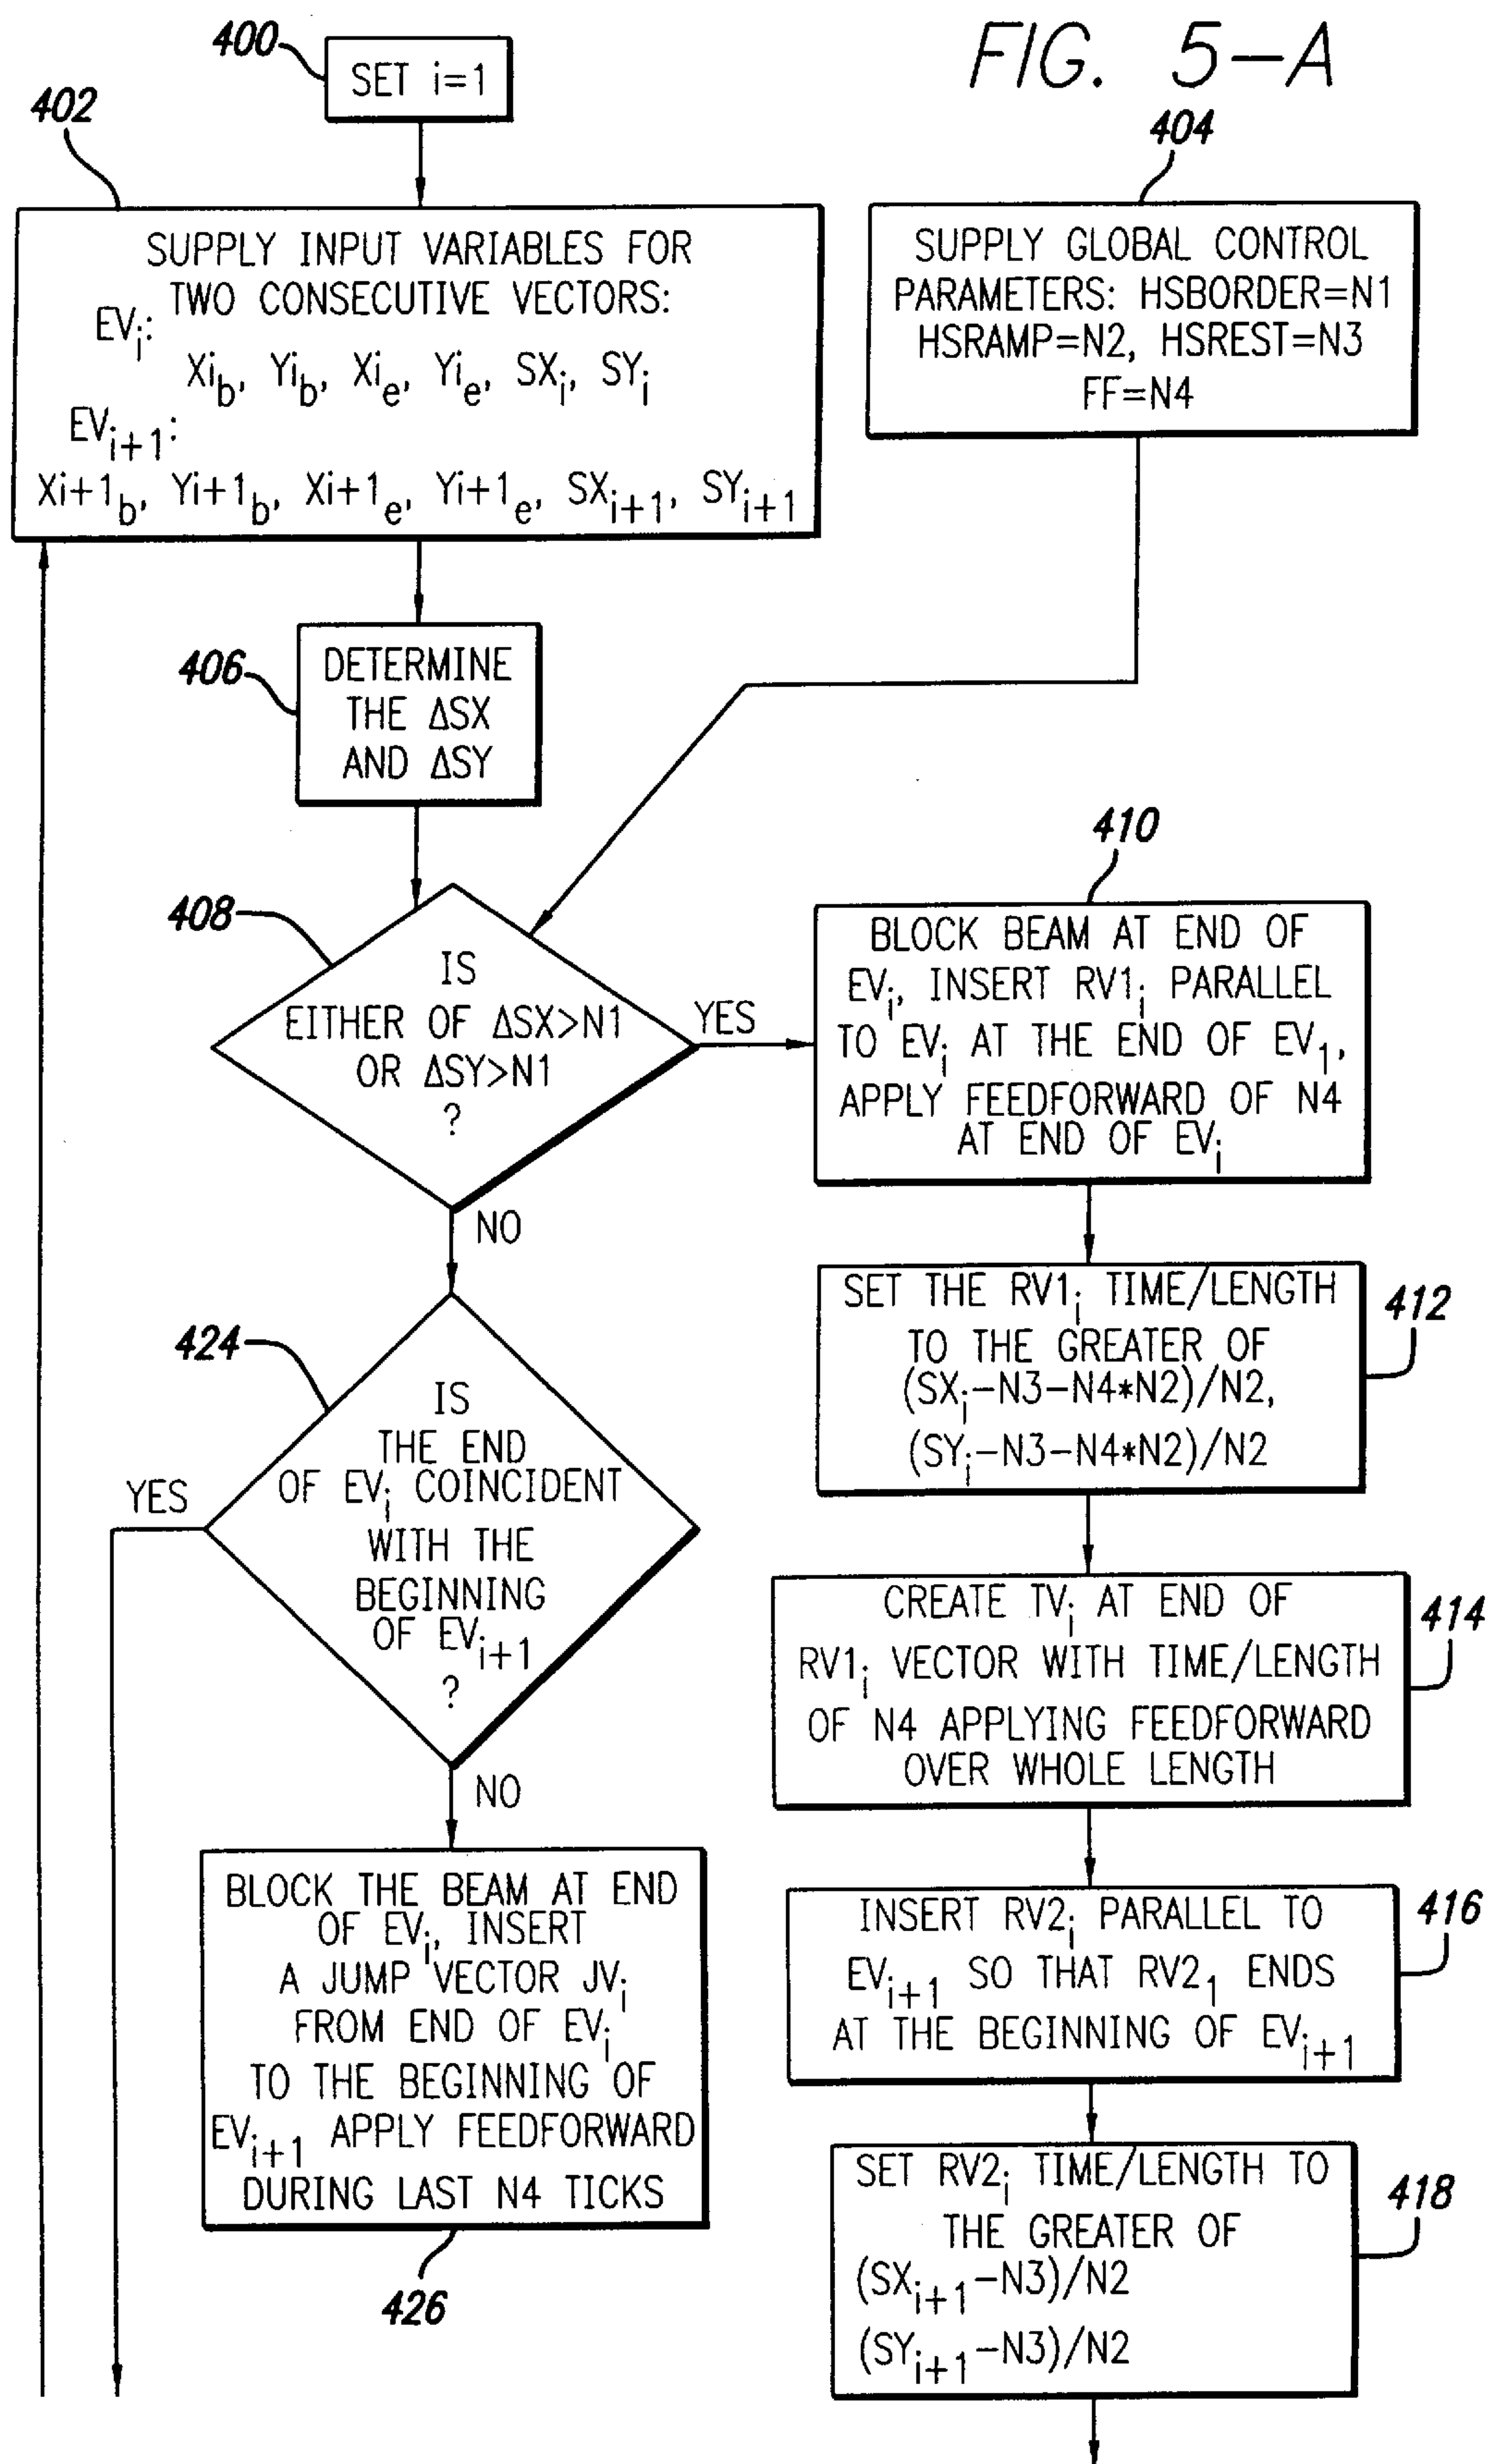 FIG. 5-A
400
SET i=1
402
SUPPLY INPUT VARIABLES FOR
TWO CONSECUTIVE VECTORS:
EVi:
Xib, Yib, Xie, Yie, SXi, SYi
EVi+1:
Xi+1b, Yi+1b, Xi+1e, Yi+1e, SXi+1, SYi+1
404
SUPPLY GLOBAL CONTROL
PARAMETERS: HSBORDER=N1
HSRAMP=N2, HSREST=N3
FF=N4
406
DETERMINE
THE ΔSX
AND ΔSY
408
IS
EITHER OF ΔSX>N1
OR ΔSY>N1
?
YES
NO
410
BLOCK BEAM AT END OF
EVi, INSERT RV1i PARALLEL
TO EVi AT THE END OF EV1,
APPLY FEEDFORWARD OF N4
AT END OF EVi
SET THE RV1i TIME/LENGTH
TO THE GREATER OF
(SXi-N3-N4*N2)/N2,
(SYi-N3-N4*N2)/N2
412
CREATE TVi AT END OF
RV1i VECTOR WITH TIME/LENGTH
OF N4 APPLYING FEEDFORWARD
OVER WHOLE LENGTH
414
INSERT RV2i PARALLEL TO
EVi+1 SO THAT RV21 ENDS
AT THE BEGINNING OF EVi+1
416
SET RV2i TIME/LENGTH TO
THE GREATER OF
(SXi+1-N3)/N2
(SYi+1-N3)/N2
418
424
IS
THE END
OF EVi COINCIDENT
WITH THE
BEGINNING
OF EVi+1
?
YES
NO
BLOCK THE BEAM AT END
OF EVi, INSERT
A JUMP VECTOR JVi
FROM END OF EVi
TO THE BEGINNING OF
EVi+1 APPLY FEEDFORWARD
DURING LAST N4 TICKS
426